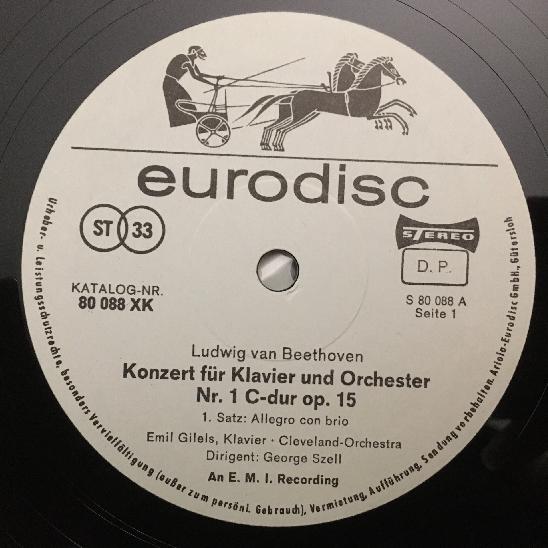 eurodisc
ST 33
STEREO
D. P.
KATALOG-NR.
80 088 XK
S 80 088 A
Seite 1
Ludwig van Beethoven
Konzert für Klavier und Orchester
Nr. 1 C-dur op. 15
1. Satz: Allegro con brio
Emil Gilels, Klavier · Cleveland-Orchestra
Dirigent: George Szell
An E. M. I. Recording
Urheber- u. Leistungsschutzrechte, besonders Vervielfältigung (außer zum persönl. Gebrauch), Vermietung, Aufführung, Sendung vorbehalten. Ariola-Eurodisc GmbH., Gütersloh